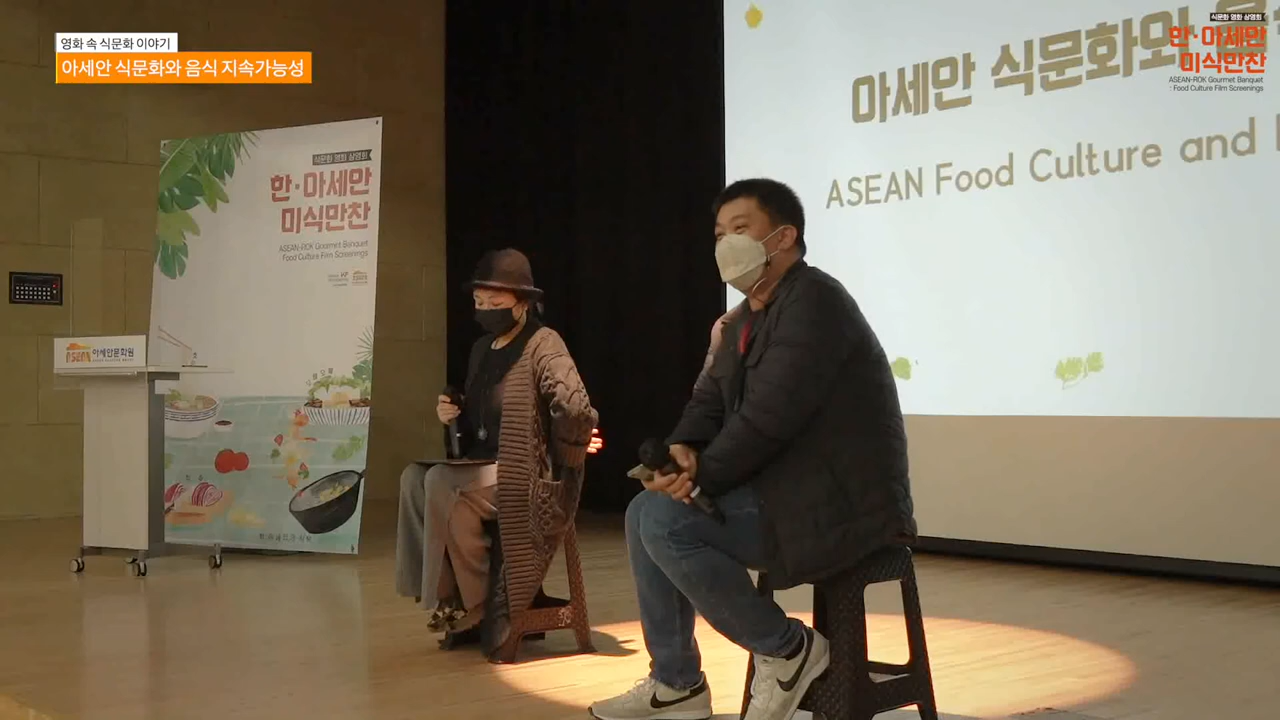 영화 속 식문화 이야기
아세안 식문화와 음식 지속가능성
식문화 영화 상영회
한·아세안
미식만찬
ASEAN-ROK Gourmet Banquet
: Food Culture Film Screenings
아세안 식문화와 음식
ASEAN Food Culture and
식문화 영화 상영회
한·아세안
미식만찬
ASEAN-ROK Gourmet Banquet
Food Culture Film Screenings
아세안문화원